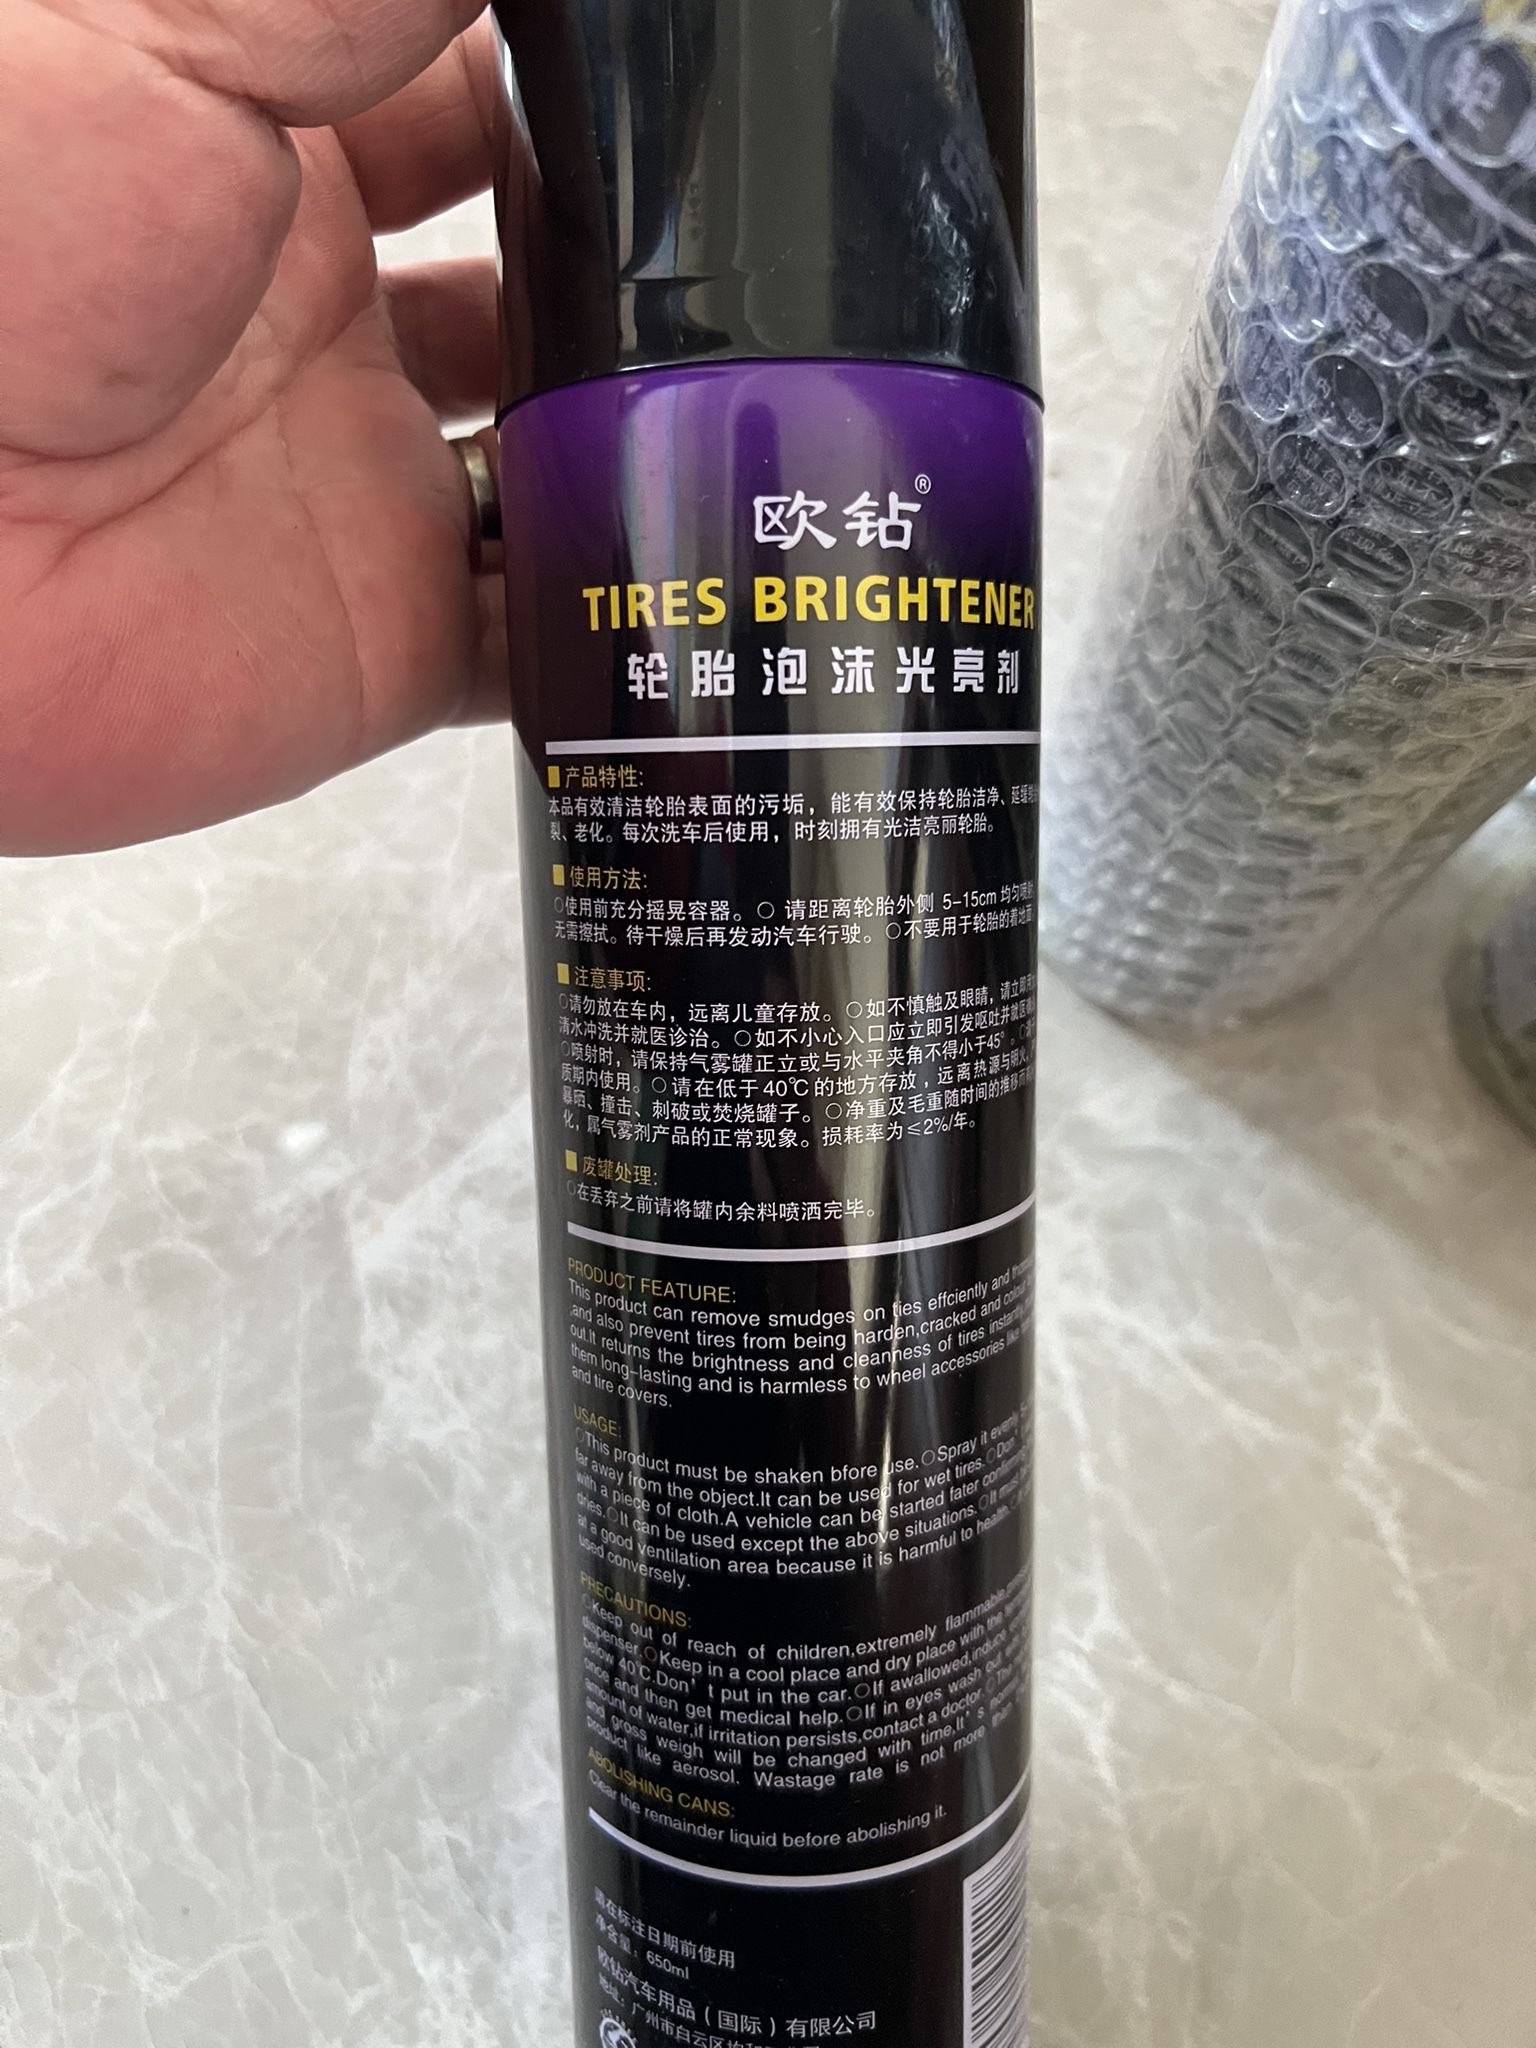 欧钻®
TIRES BRIGHTENER
轮胎泡沫光亮剂
产品特性:
本品有效清洁轮胎表面的污垢，能有效保持轮胎洁净、延缓
裂、老化。每次洗车后使用，时刻拥有光洁亮丽轮胎。
使用方法:
○使用前充分摇晃容器。○ 请距离轮胎外侧 5-15cm 均匀喷射
无需擦拭。待干燥后再发动汽车行驶。○不要用于轮胎的着地面
注意事项:
○请勿放在车内，远离儿童存放。○如不慎触及眼睛，请立即用
清水冲洗并就医诊治。○如不小心入口应立即引发呕吐并就医
○喷射时，请保持气雾罐正立或与水平夹角不得小于45°。○
质期内使用。○请在低于40℃的地方存放，远离热源与明火，
暴晒、撞击、刺破或焚烧罐子。○净重及毛重随时间的推移而
化，属气雾剂产品的正常现象。损耗率为≤2%/年。
废罐处理:
○在丢弃之前请将罐内余料喷洒完毕。
PRODUCT FEATURE:
This product can remove smudges on ties effciently and
,and also prevent tires from being harden,cracked and colour
out.It returns the brightness and cleanness of tires instantly,
them long-lasting and is harmless to wheel accessories like
and tire covers.
USAGE:
○This product must be shaken bfore use.○Spray it evenly
far away from the object.It can be used for wet tires.○Don't
with a piece of cloth.A vehicle can be started fater confirming
dries.○It can be used except the above situations.○It must
at a good ventilation area because it is harmful to health.
used conversely.
PRECAUTIONS:
○Keep out of reach of children,extremely flammable,
dispenser.○Keep in a cool place and dry place with the
below 40℃.Don't put in the car.○If awallowed,induce
once and then get medical help.○If in eyes wash out
amount of water,if irritation persists,contact a doctor.○The
and gross weigh will be changed with time,It's normal
product like aerosol. Wastage rate is not more than
ABOLISHING CANS:
Clear the remainder liquid before abolishing it.
请在标注日期前使用
净含量：650ml
欧钻汽车用品（国际）有限公司
地址：广州市白云区均和